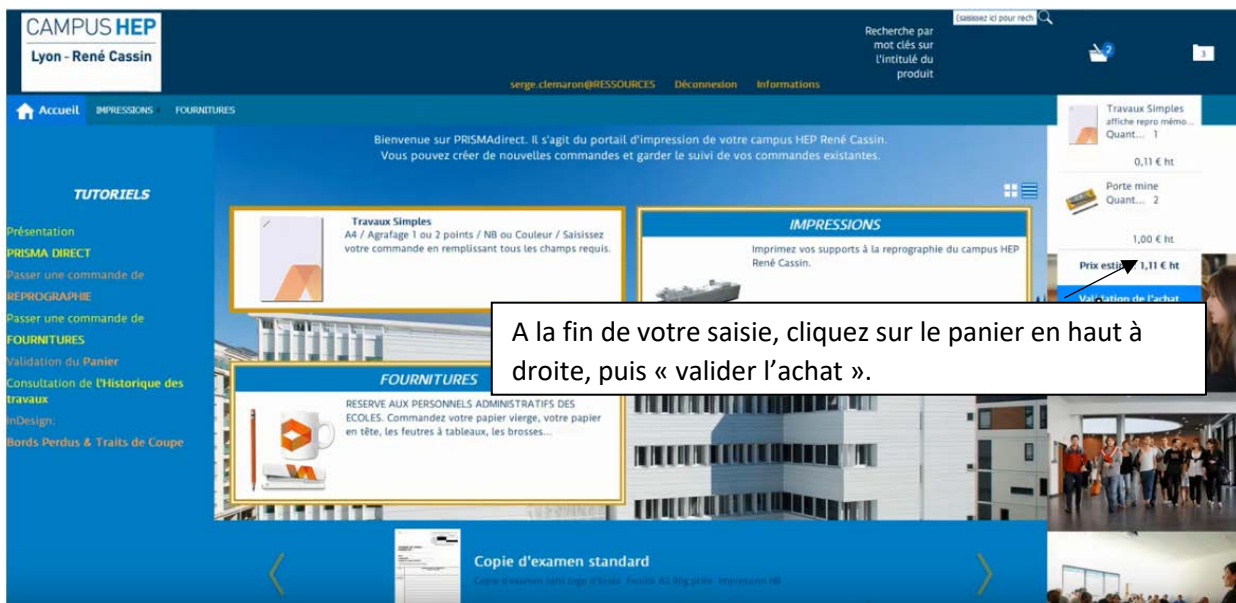 CAMPUS HEP
Lyon - René Cassin
(saisissez ici pour rech
Recherche par
mot clés sur
l'intitulé du
produit
2
3
serge.clemaron@RESSOURCES Déconnexion Informations
Accueil IMPRESSIONS FOURNITURES
Bienvenue sur PRISMAdirect. Il s'agit du portail d'impression de votre campus HEP René Cassin.
Vous pouvez créer de nouvelles commandes et garder le suivi de vos commandes existantes.
TUTORIELS
Présentation
PRISMA DIRECT
Passer une commande de
REPROGRAPHIE
Passer une commande de
FOURNITURES
Validation du Panier
Consultation de l'Historique des
travaux
InDesign:
Bords Perdus & Traits de Coupe
Travaux Simples
A4 / Agrafage 1 ou 2 points / NB ou Couleur / Saisissez
votre commande en remplissant tous les champs requis.
IMPRESSIONS
Imprimez vos supports à la reprographie du campus HEP
René Cassin.
FOURNITURES
RESERVE AUX PERSONNELS ADMINISTRATIFS DES
ECOLES. Commandez votre papier vierge, votre papier
en tête, les feutres à tableaux, les brosses...
Travaux Simples
affiche repro mémo...
Quant... 1
0,11 € ht
Porte mine
Quant... 2
1,00 € ht
Prix estimé : 1,11 € ht
Validation de l'achat
A la fin de votre saisie, cliquez sur le panier en haut à
droite, puis « valider l'achat ».
Copie d'examen standard